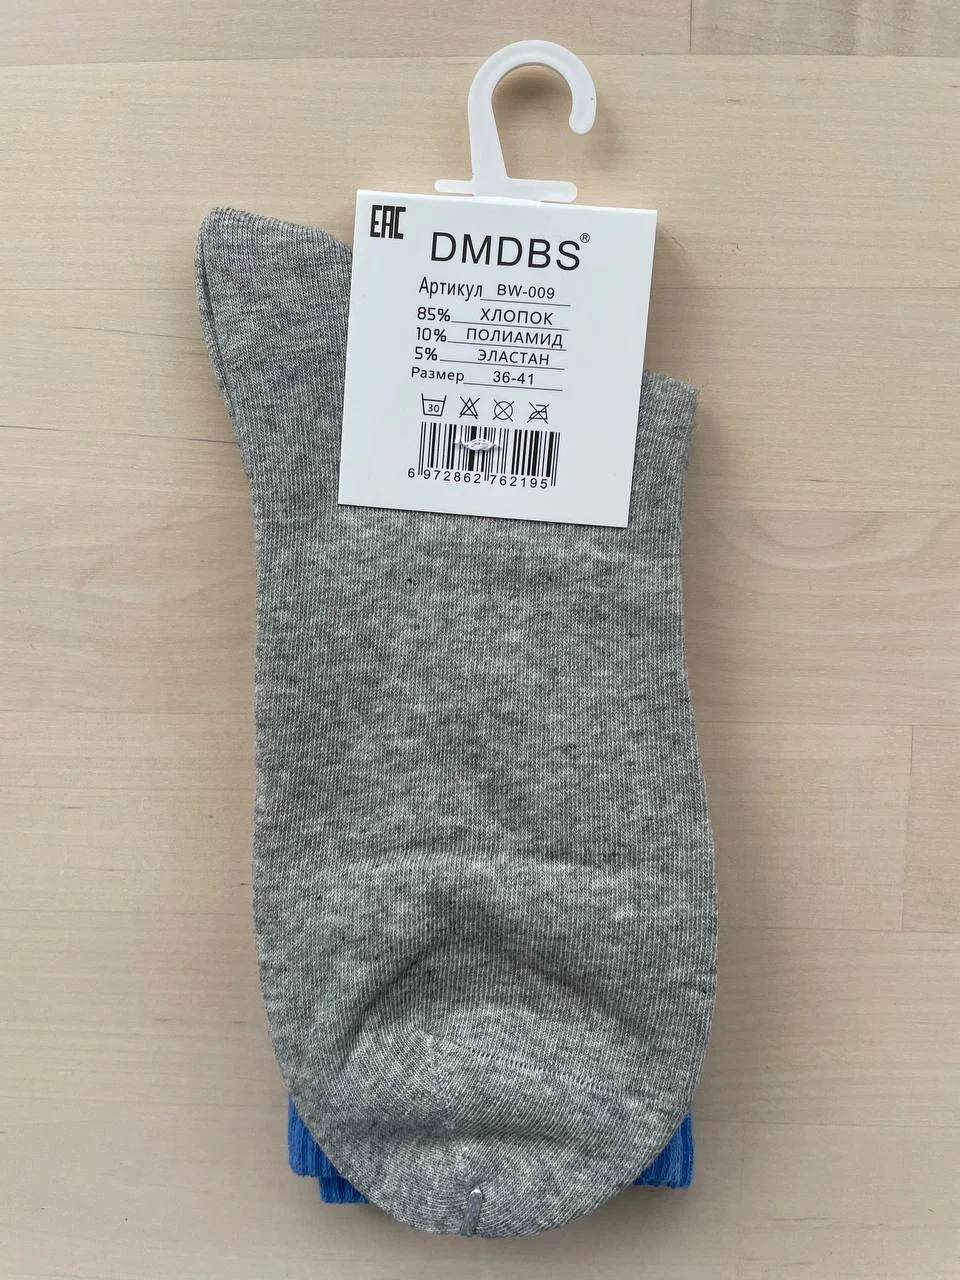 EAC
DMDBS®
Артикул BW-009
85% ХЛОПОК
10% ПОЛИАМИД
5% ЭЛАСТАН
Размер 36-41
30
6 972862 762195